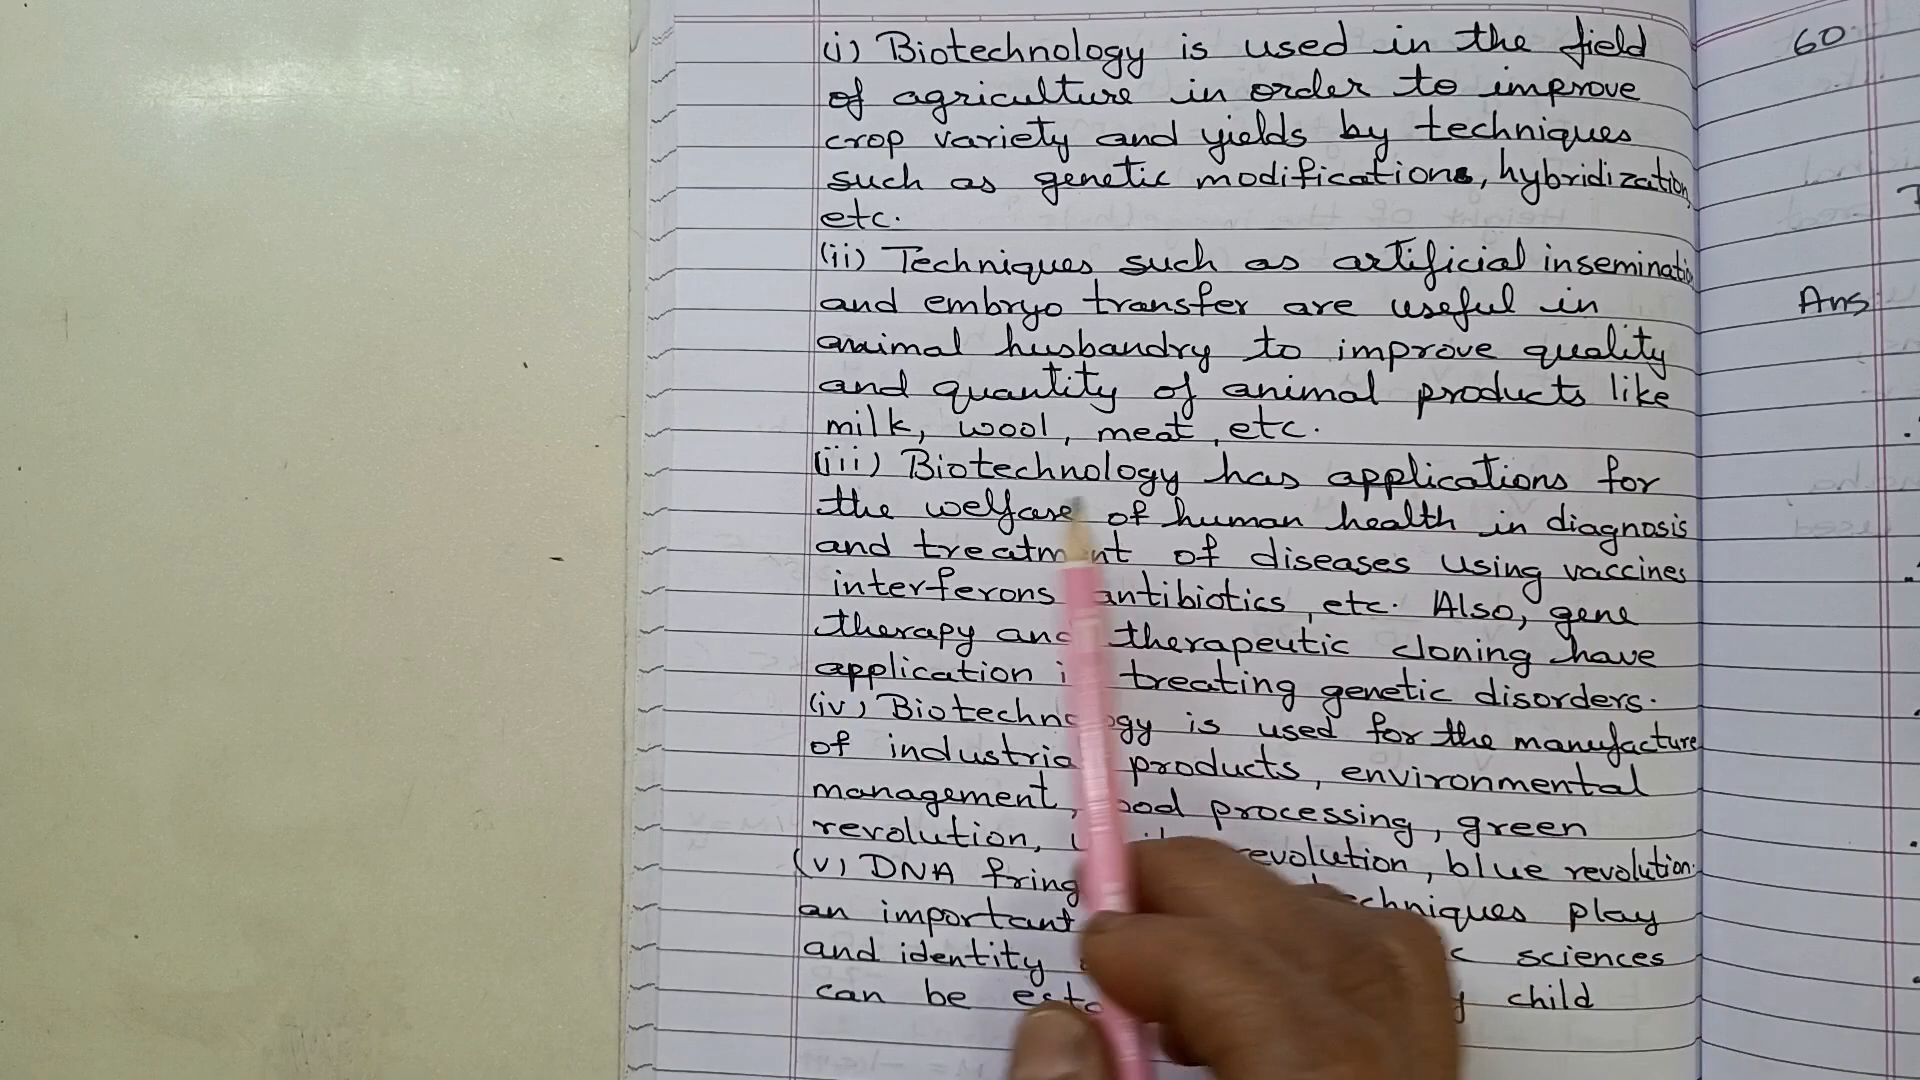 (i) Biotechnology is used in the field
of agriculture in order to improve
crop variety and yields by techniques
such as genetic modifications, hybridization,
etc.
(ii) Techniques such as artificial inseminatio
and embryo transfer are useful in
animal husbandry to improve quality
and quantity of animal products like
milk, wool, meat, etc.
(iii) Biotechnology has applications for
the welfare of human health in diagnosis
and treatment of diseases using vaccines
interferons antibiotics, etc. Also, gene
therapy and therapeutic cloning have
application treating genetic disorders.
(iv) Biotechnology is used for the manufacture
of industrial products, environmental
management, food processing, green
revolution, revolution, blue revolution.
(v) DNA fring techniques play
an important
and identity sciences
can be child
60
Ans